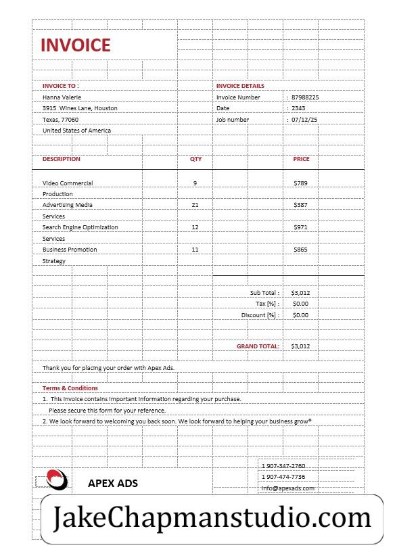 INVOICE
INVOICE TO :
INVOICE DETAILS
Hanna Valerie
Invoice Number : B7988225
3915 Wines Lane, Houston
Date : 2343
Texas, 77060
Job number : 07/12/25
United States of America
DESCRIPTION QTY PRICE
Video Commercial 9 $789
Production
Advertising Media 21 $387
Services
Search Engine Optimization 12 $971
Services
Business Promotion 11 $865
Strategy
Sub Total : $3,012
Tax [%] : $0.00
Discount [%] : $0.00
GRAND TOTAL: $3,012
Thank you for placing your order with Apex Ads.
Terms & Conditions
1. This Invoice contains important information regarding your purchase.
Please secure this form for your reference.
2. We look forward to welcoming you back soon. We look forward to helping your business grow"
1 907-347-2760
1 907-474-7756
APEX ADS
info@apexads.com
JakeChapmanstudio.com